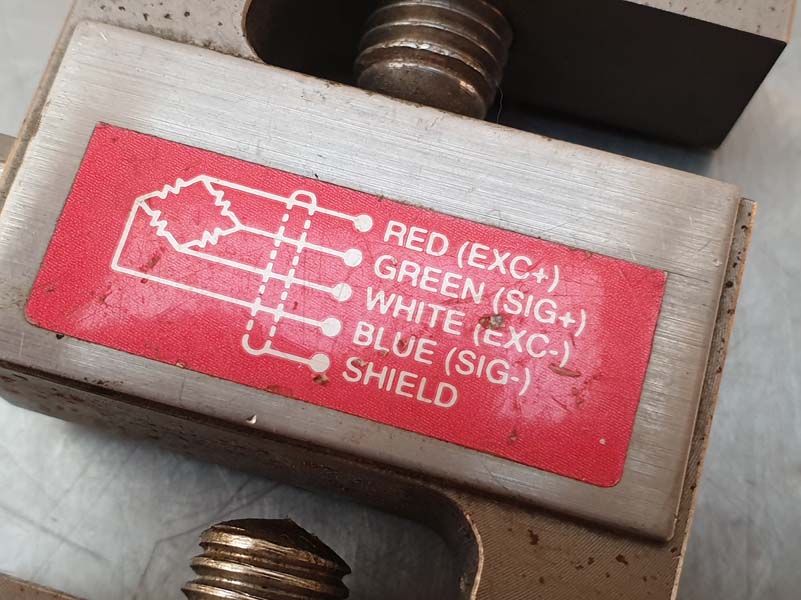 RED (EXC+)
GREEN (SIG+)
WHITE (EXC-)
BLUE (SIG-)
SHIELD